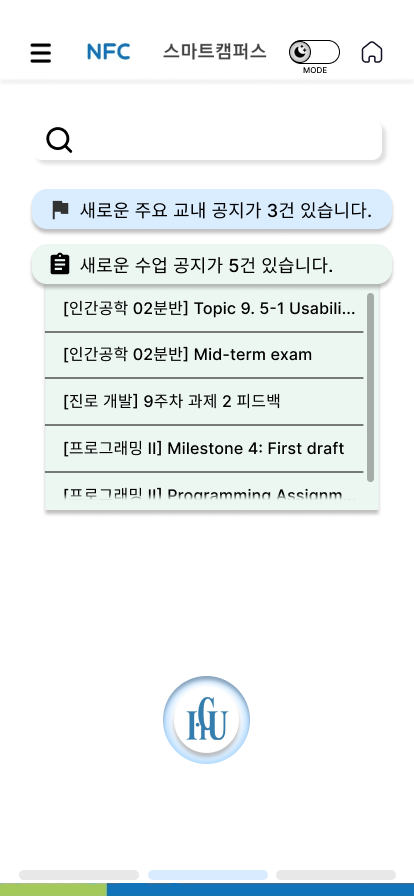 NFC 스마트캠퍼스
MODE
새로운 주요 교내 공지가 3건 있습니다.
새로운 수업 공지가 5건 있습니다.
[인간공학 02분반] Topic 9. 5-1 Usabili...
[인간공학 02분반] Mid-term exam
[진로 개발] 9주차 과제 2 피드백
[프로그래밍 II] Milestone 4: First draft
[프로그래밍 II] Programming Assignm...
HGU